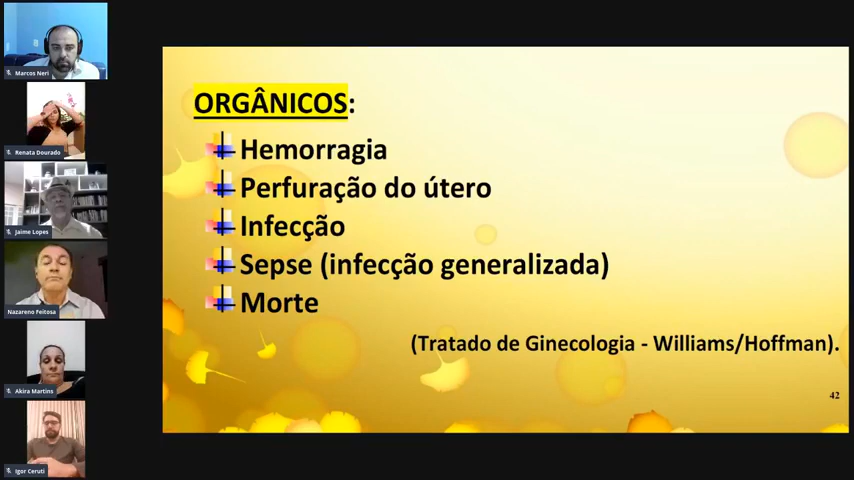 Marcos Neri
Renata Dourado
Jaime Lopes
Nazareno Feitosa
Akira Martins
Igor Ceruti
ORGÂNICOS:
Hemorragia
Perfuração do útero
Infecção
Sepse (infecção generalizada)
Morte
(Tratado de Ginecologia - Williams/Hoffman).
42